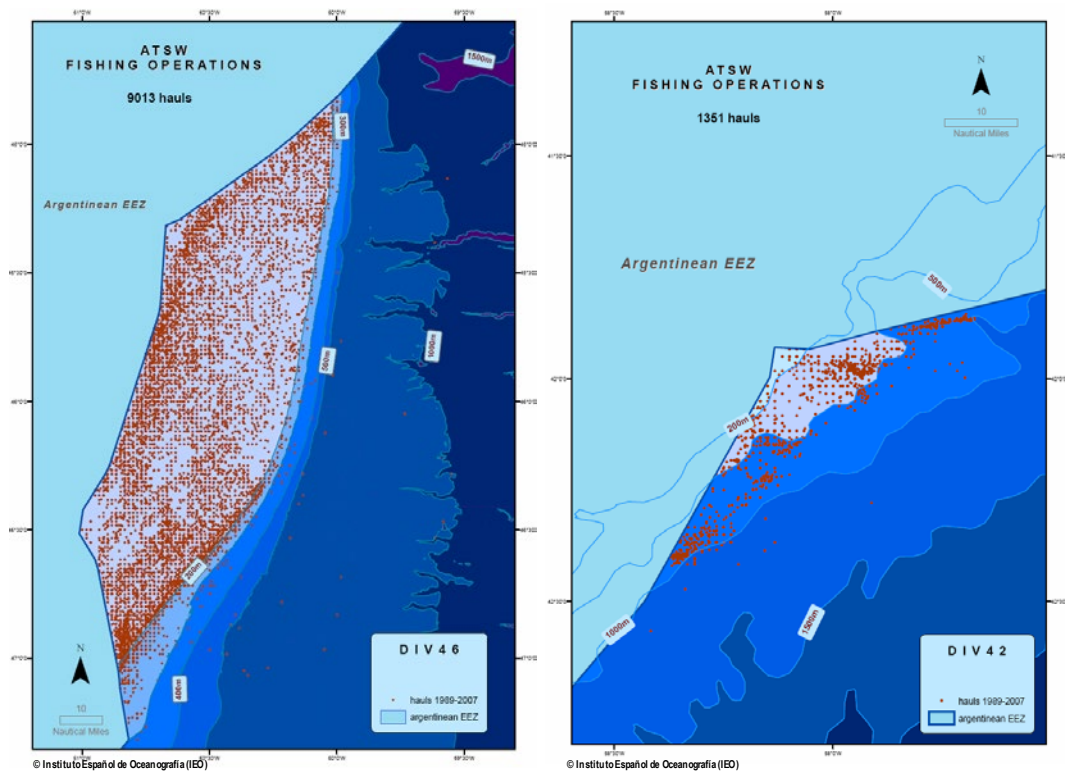 ATSW
FISHING OPERATIONS
9013 hauls
Argentinean EEZ
1500m
300m
500m
1000m
200m
400m
N
10
Nautical Miles
DIV46
hauls 1989-2007
argentinean EEZ
© Instituto Español de Oceanografía (IEO)
ATSW
FISHING OPERATIONS
1351 hauls
N
10
Nautical Miles
Argentinean EEZ
500m
200m
1000m
1500m
DIV42
hauls 1989-2007
argentinean EEZ
© Instituto Español de Oceanografía (IEO)